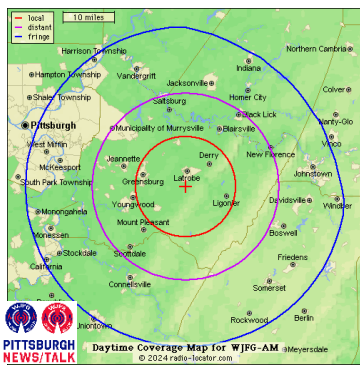 local
distant
fringe
10 miles
Northern Cambria
Harrison Township
Indiana
Hampton Township
Vandergrift
Jacksonville
Colver
Homer City
Shaler Township
Saltsburg
Black Lick
Nanty-Glo
Pittsburgh
Municipality of Murrysville
Blairsville
Vinco
West Mifflin
New Florence
McKeesport
Jeannette
Derry
Johnstown
South Park Township
Greensburg
Latrobe
Youngwood
Ligonier
Davidsville
Windber
Monongahela
Mount Pleasant
Boswell
Monessen
Stockdale
Scottdale
Friedens
California
Connellsville
Somerset
Uniontown
Rockwood
Berlin
WJFG
WJFG
PITTSBURGH
NEWS/TALK
Daytime Coverage Map for WJFG-AM
© 2024 radio-locator.com
Meyersdale